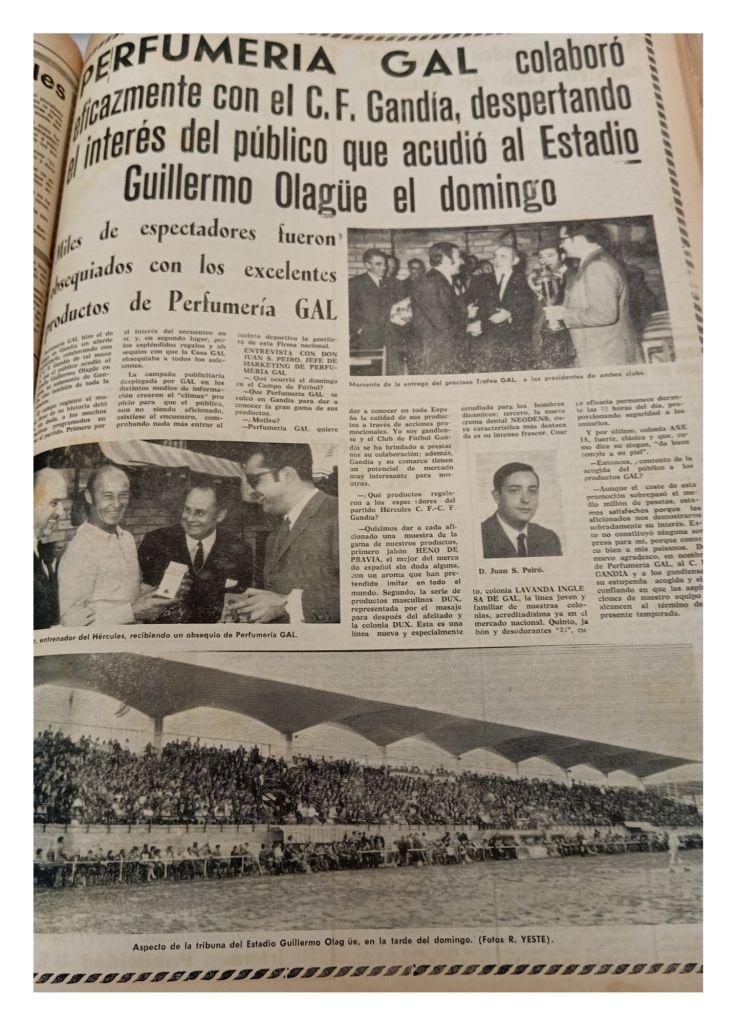 les
PERFUMERIA GAL colaboró
eficazmente con el C. F. Gandía, despertando
el interés del público que acudió al Estadio
Guillermo Olagüe el domingo
Miles de espectadores fueron
obsequiados con los excelentes
productos de Perfumería GAL
el interés del encuentro en
sí, y, en segundo lugar, por
los espléndidos regalos y ob
sequios con que la Casa GAL
obsequiaba a todos los asis-
tentes.
La campaña publicitaria
desplegada por GAL en los
distintos medios de informa-
ción crearon el "climax" pro
picio para que el público,
aun no siendo aficionado,
asistiese al encuentro, com-
probando nada más entrar al
recinto deportivo la gentile-
za de esta Firma nacional.
ENTREVISTA CON DON
JUAN S. PEIRO, JEFE DE
MARKETING DE PERFU-
MERIA GAL
—¿Qué ocurrió el domingo
en el Campo de Fútbol?
—Que Perfumería GAL se
volcó en Gandía para dar a
conocer la gran gama de sus
productos.
—¿Motivo?
—Perfumería GAL quiere
Momento de la entrega del precioso Trofeo GAL, a los presidentes de ambos clubs.
dar a conocer en toda Espa
ña la calidad de sus produc
tos a través de acciones pro
mocionales. Yo soy gandien-
se y el Club de Fútbol Gan-
día se ha brindado a prestar
nos su colaboración; además,
Gandía y su comarca tienen
un potencial de mercado
muy interesante para nos-
otros.
—¿Qué productos regala-
ron a los espectadores del
partido Hércules C. F.-C. F.
Gandía?
—Quisimos dar a cada afi-
cionado una muestra de la
gama de nuestros productos,
primero jabón HENO DE
PRAVIA, el mejor del merca
do español sin duda alguna,
con un aroma que han pre-
tendido imitar en todo el
mundo. Segundo, la serie de
productos masculinos DUX,
representada por el masaje
para después del afeitado y
la colonia DUX. Esta es una
línea nueva y especialmente
estudiada para los hombres
dinámicos; tercero, la nueva
crema dental NEODENS, cu
ya característica más destaca
da es su intenso frescor. Cuar
D. Juan S. Peiró.
to, colonia LAVANDA INGLE
SA DE GAL, la línea joven y
familiar de nuestras colo-
nias, acreditadísima ya en el
mercado nacional. Quinto, ja
bón y desodorantes "24", cu
ya eficacia permanece duran-
te las 24 horas del día, pro-
porcionando seguridad a los
usuarios.
Y por último, colonia AÑE
JA, fuerte, clásica y que, co-
mo dice su slogan, "da buen
temple a su piel".
—Entonces, ¿contento de la
acogida del público a los
productos GAL?
—Aunque el coste de esta
promoción sobrepasó el me-
dio millón de pesetas, esta-
mos satisfechos porque los
aficionados nos demostraron
sobradamente su interés. Es-
to no constituyó ninguna sor
presa para mí, porque conoz
co bien a mis paisanos. De
nuevo agradezco, en nombre
de Perfumería GAL, al C. F.
GANDIA y a los gandienses
su estupenda acogida y si
confiando en que las aspi
ciones de nuestro equipo
alcancen al término de
presente temporada.
r, entrenador del Hércules, recibiendo un obsequio de Perfumería GAL.
Aspecto de la tribuna del Estadio Guillermo Olag üe, en la tarde del domingo. (Fotos R. YESTE).